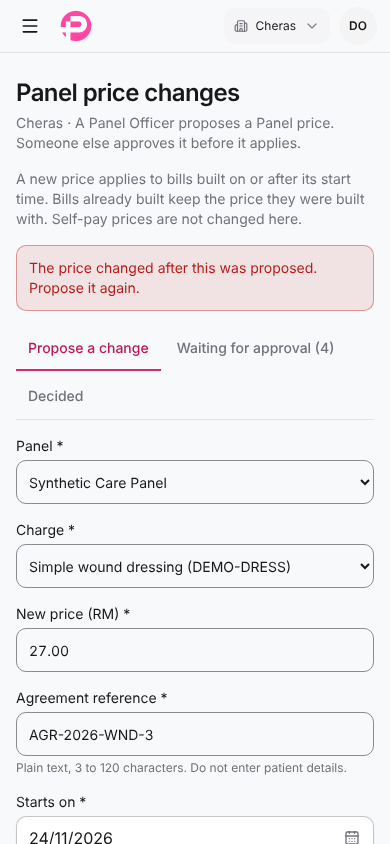 Cheras
DO
Panel price changes
Cheras · A Panel Officer proposes a Panel price.
Someone else approves it before it applies.
A new price applies to bills built on or after its start
time. Bills already built keep the price they were built
with. Self-pay prices are not changed here.
The price changed after this was proposed.
Propose it again.
Propose a change
Waiting for approval (4)
Decided
Panel *
Synthetic Care Panel
Charge *
Simple wound dressing (DEMO-DRESS)
New price (RM) *
27.00
Agreement reference *
AGR-2026-WND-3
Plain text, 3 to 120 characters. Do not enter patient details.
Starts on *
24/11/2026